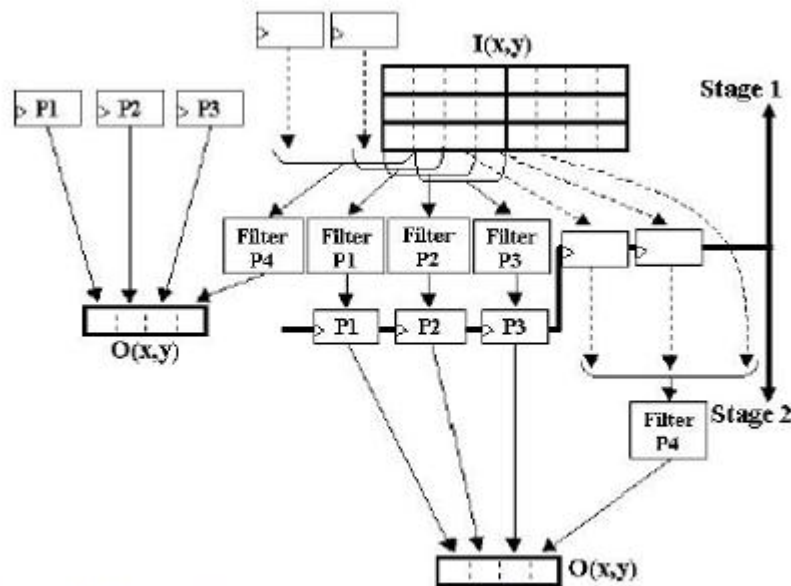 I(x,y)
Stage 1
P1 P2 P3
Filter P4
Filter P1
Filter P2
Filter P3
P1 P2 P3
O(x,y)
Filter P4
Stage 2
O(x,y)